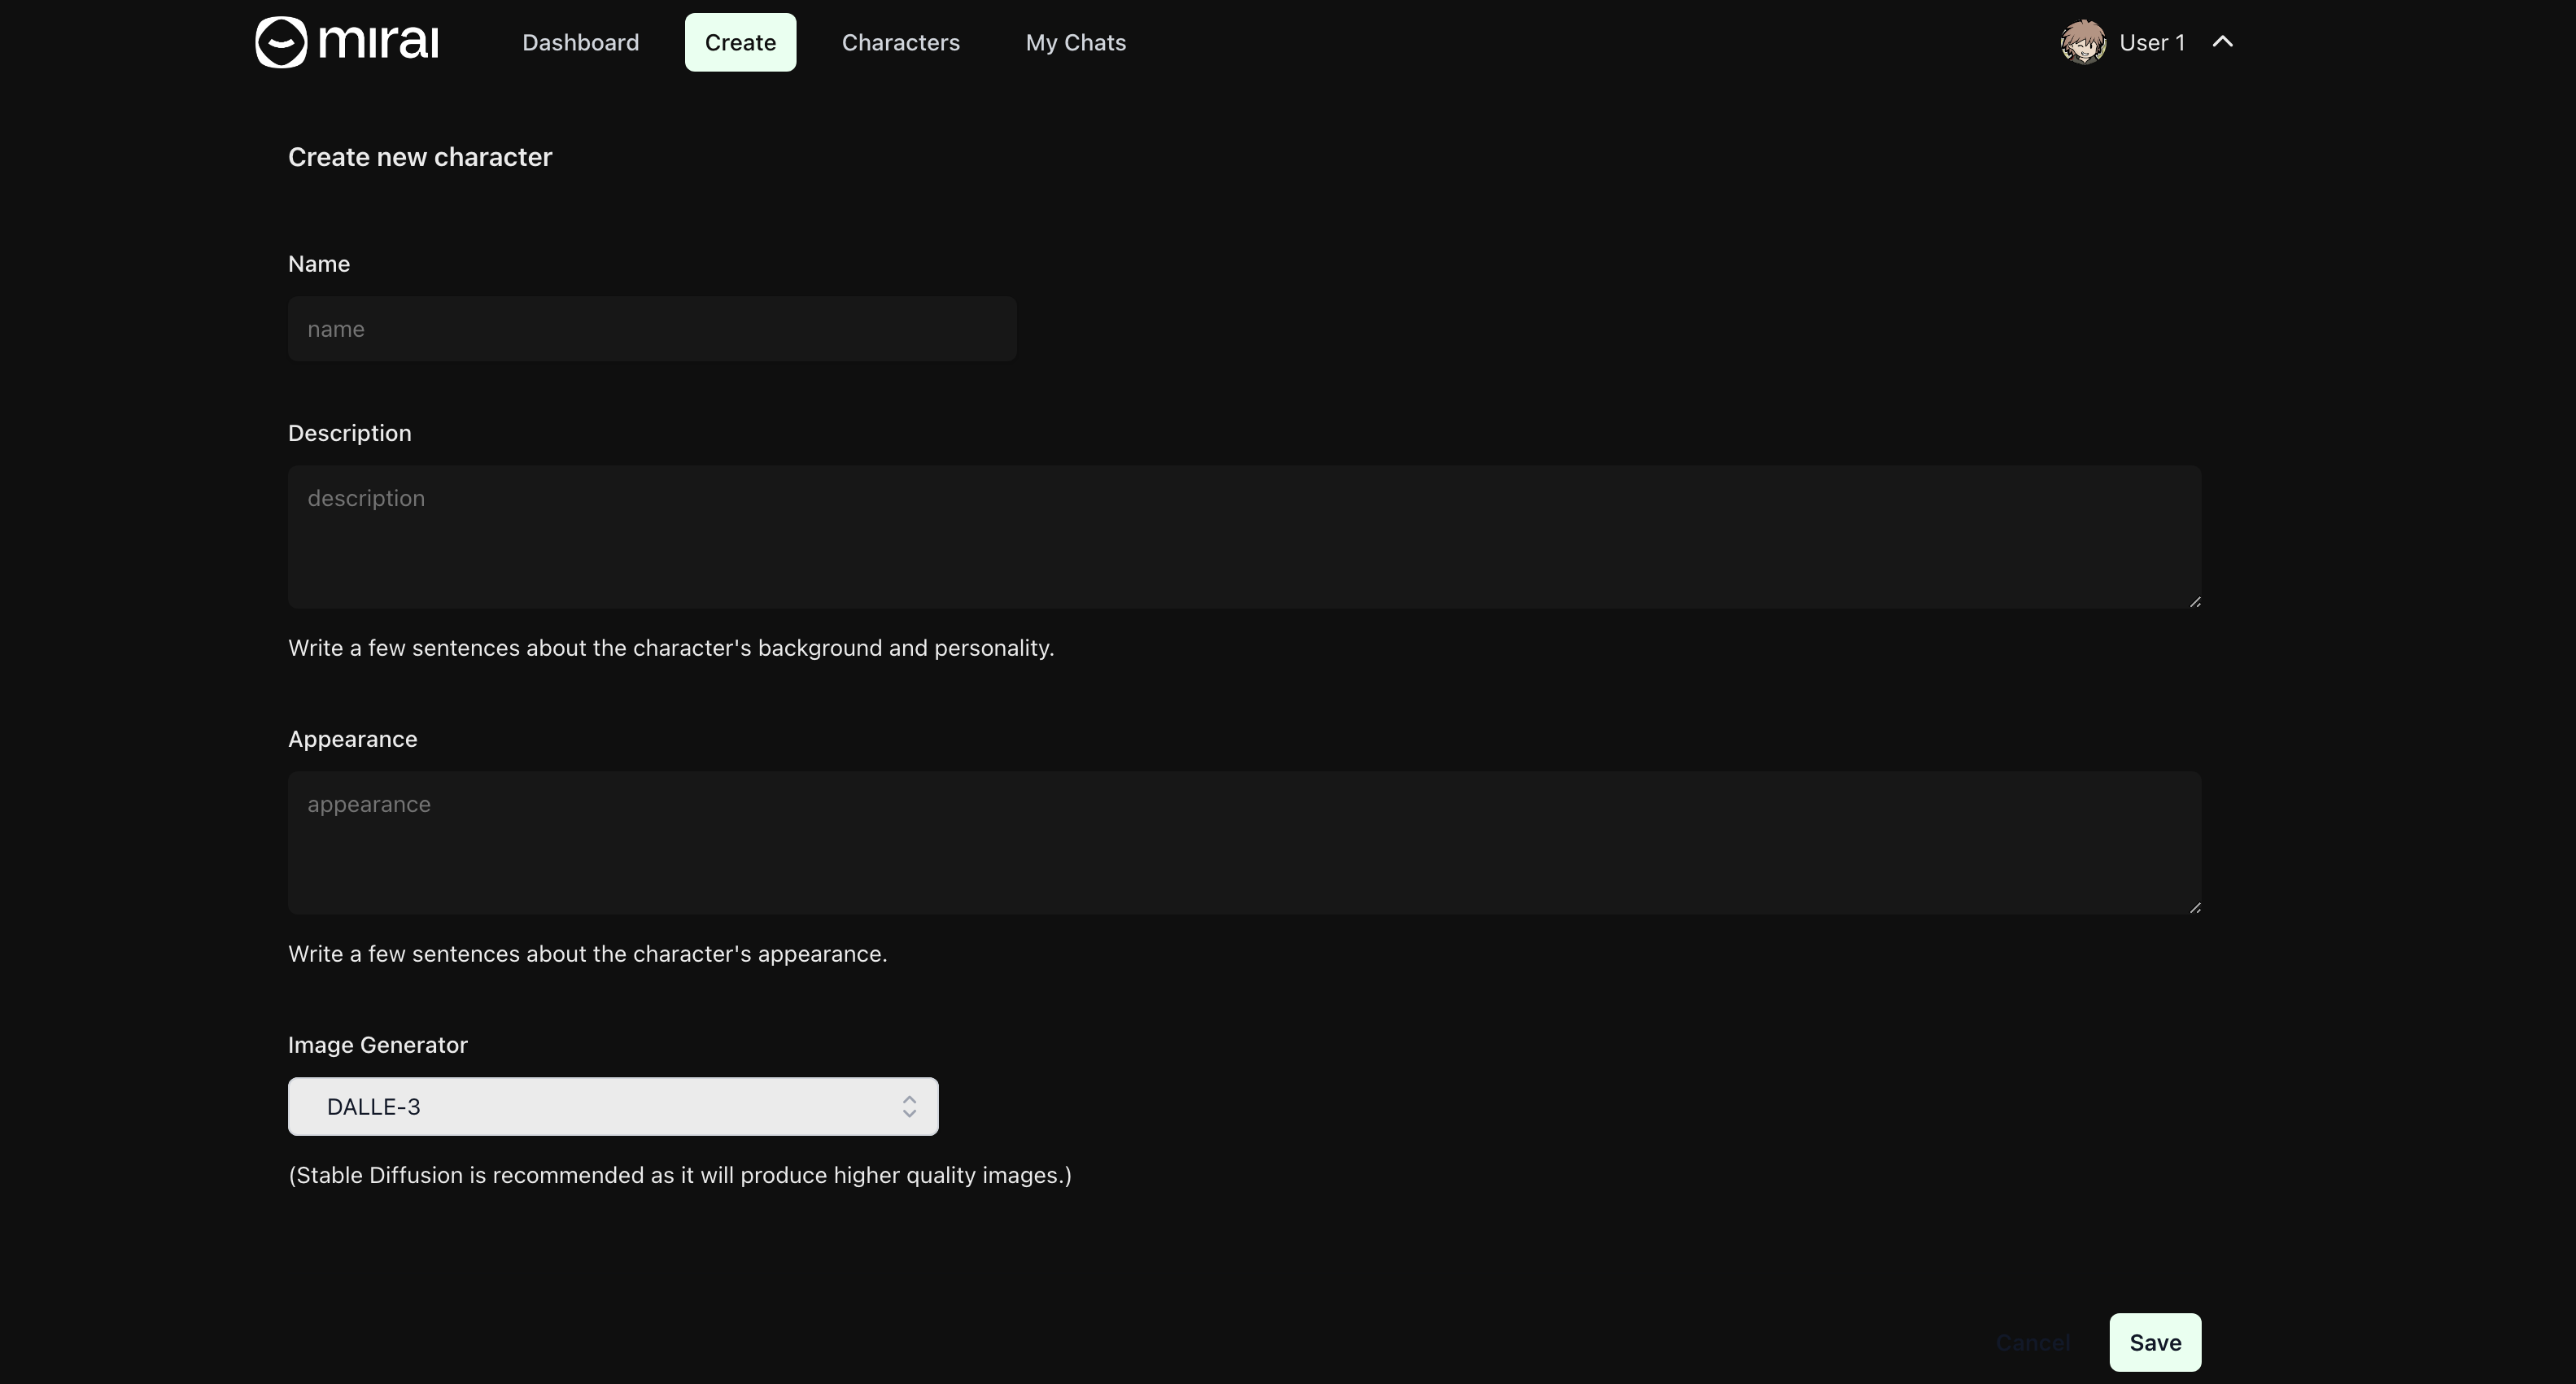 mirai
Dashboard
Create
Characters
My Chats
User 1
Create new character
Name
name
Description
description
Write a few sentences about the character's background and personality.
Appearance
appearance
Write a few sentences about the character's appearance.
Image Generator
DALLE-3
(Stable Diffusion is recommended as it will produce higher quality images.)
Cancel
Save